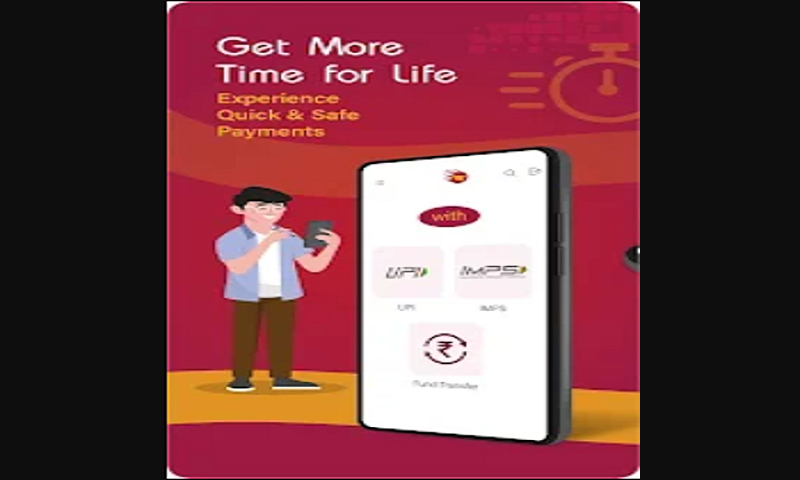 Get More
Time for Life
Experience
Quick & Safe
Payments
with
UPI IMPS
UPI IMPS
Fund Transfer